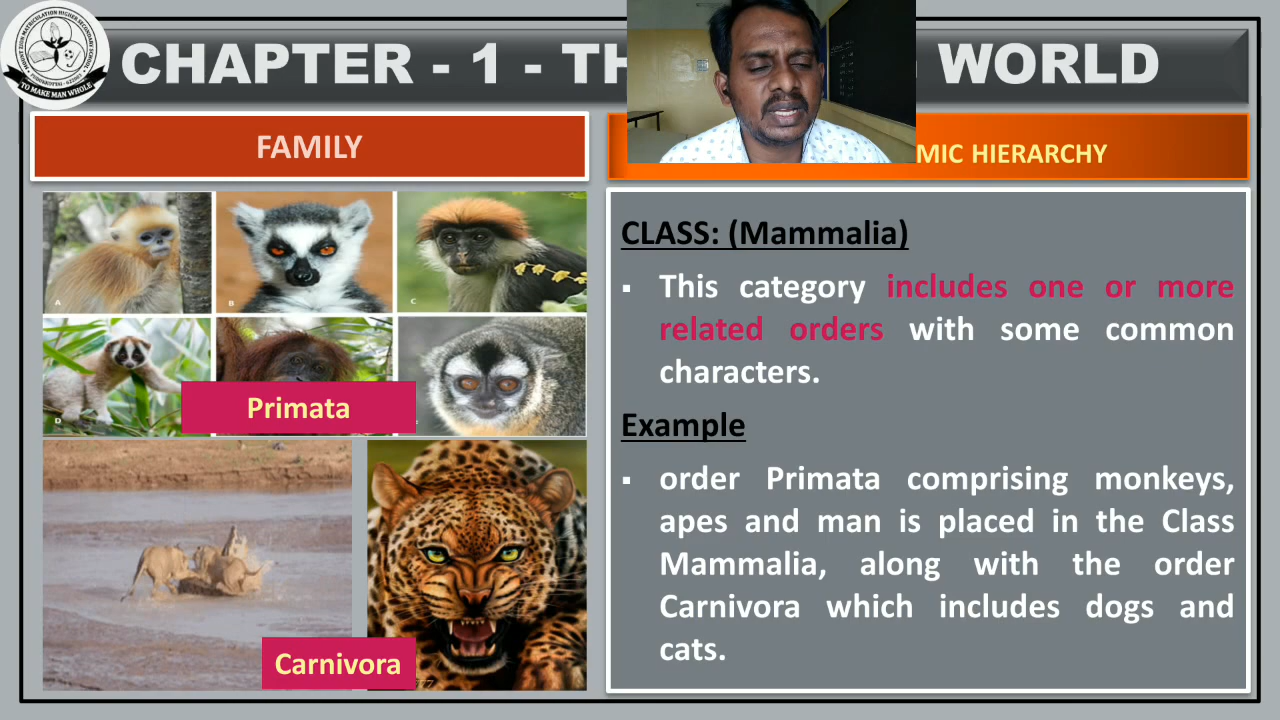 CHAPTER - 1 - TH WORLD
TO MAKE MAN WHOLE
FAMILY
MIC HIERARCHY
A
B
C
D
Primata
Carnivora
CLASS: (Mammalia)
▪ This category includes one or more
related orders with some common
characters.
Example
▪ order Primata comprising monkeys,
apes and man is placed in the Class
Mammalia, along with the order
Carnivora which includes dogs and
cats.